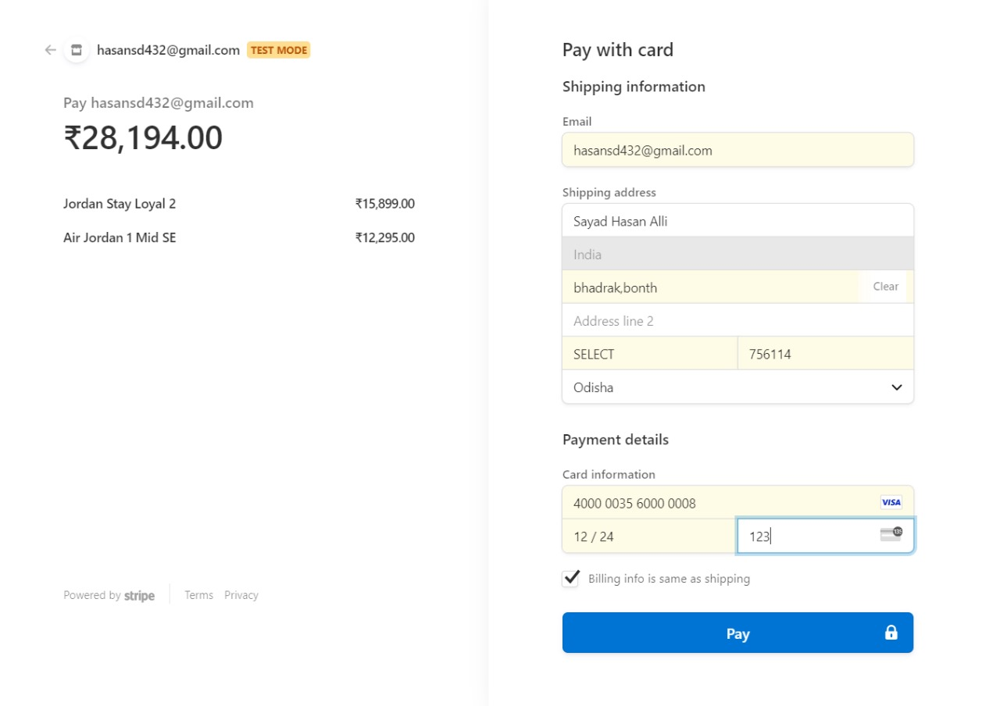 hasansd432@gmail.com TEST MODE
Pay hasansd432@gmail.com
₹28,194.00
Jordan Stay Loyal 2 ₹15,899.00
Air Jordan 1 Mid SE ₹12,295.00
Powered by stripe Terms Privacy
Pay with card
Shipping information
Email
hasansd432@gmail.com
Shipping address
Sayad Hasan Alli
India
bhadrak,bonth Clear
Address line 2
SELECT 756114
Odisha
Payment details
Card information
4000 0035 6000 0008 VISA
12 / 24 123 135
Billing info is same as shipping
Pay